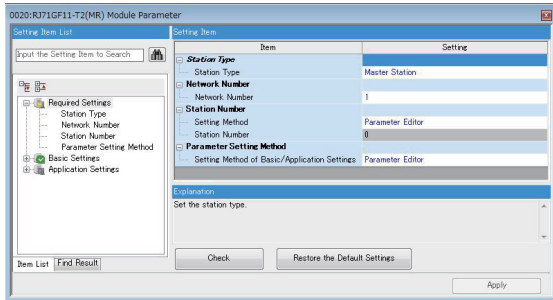 0020:RJ71GF11-T2(MR) Module Parameter
Setting Item List
Input the Setting Item to Search
Required Settings
Station Type
Network Number
Station Number
Parameter Setting Method
Basic Settings
Application Settings
Item List
Find Result
Setting Item
Item Setting
Station Type
Station Type Master Station
Network Number
Network Number 1
Station Number
Setting Method Parameter Editor
Station Number 0
Parameter Setting Method
Setting Method of Basic/Application Settings Parameter Editor
Explanation
Set the station type.
Check Restore the Default Settings
Apply